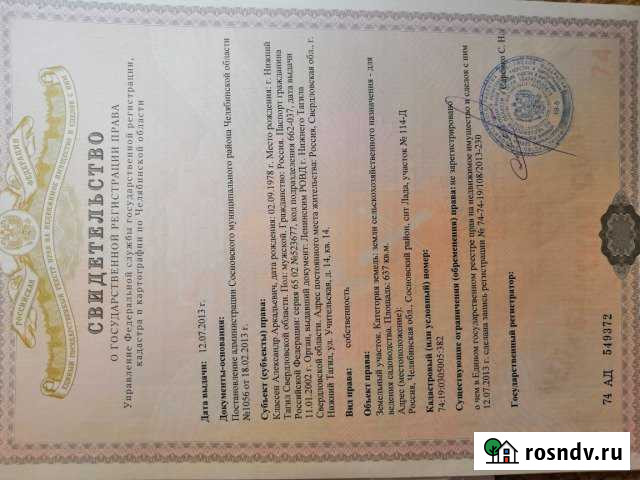 СВИДЕТЕЛЬСТВО
О ГОСУДАРСТВЕННОЙ РЕГИСТРАЦИИ ПРАВА
Управление Федеральной службы государственной регистрации,
кадастра и картографии по Челябинской области
Дата выдачи: 12.07.2013 г.
Документы-основания:
Постановление администрации Сосновского муниципального района Челябинской области
№1056 от 18.02.2013 г.
Субъект (субъекты) права:
Классен Александр Аркадьевич, дата рождения: 02.09.1978 г. Место рождения: г. Нижний
Тагил Свердловской области. Пол: мужской. Гражданство: Россия. Паспорт гражданина
Российской Федерации: серия 65 02 №523677, код подразделения 662-037, дата выдачи
11.01.2002 г. Орган, выдавший документ: Ленинским РОВД г. Нижнего Тагила
Свердловской области. Адрес постоянного места жительства: Россия, Свердловская обл., г.
Нижний Тагил, ул. Учительская, д. 14, кв. 14.
Вид права: собственность
Объект права:
Земельный участок. Категория земель: земли сельскохозяйственного назначения - для
ведения садоводства. Площадь: 637 кв.м.
Адрес (местоположение):
Россия, Челябинская обл., Сосновский район, снт Лада, участок № 114-Д
Кадастровый (или условный) номер:
74:19:0305005:382
Существующие ограничения (обременения) права: не зарегистрировано
о чем в Едином государственном реестре прав на недвижимое имущество и сделок с ним
12.07.2013 г. сделана запись регистрации № 74-74-19/108/2013-230
Государственный регистратор:
74 АД 549372
rosndv.ru